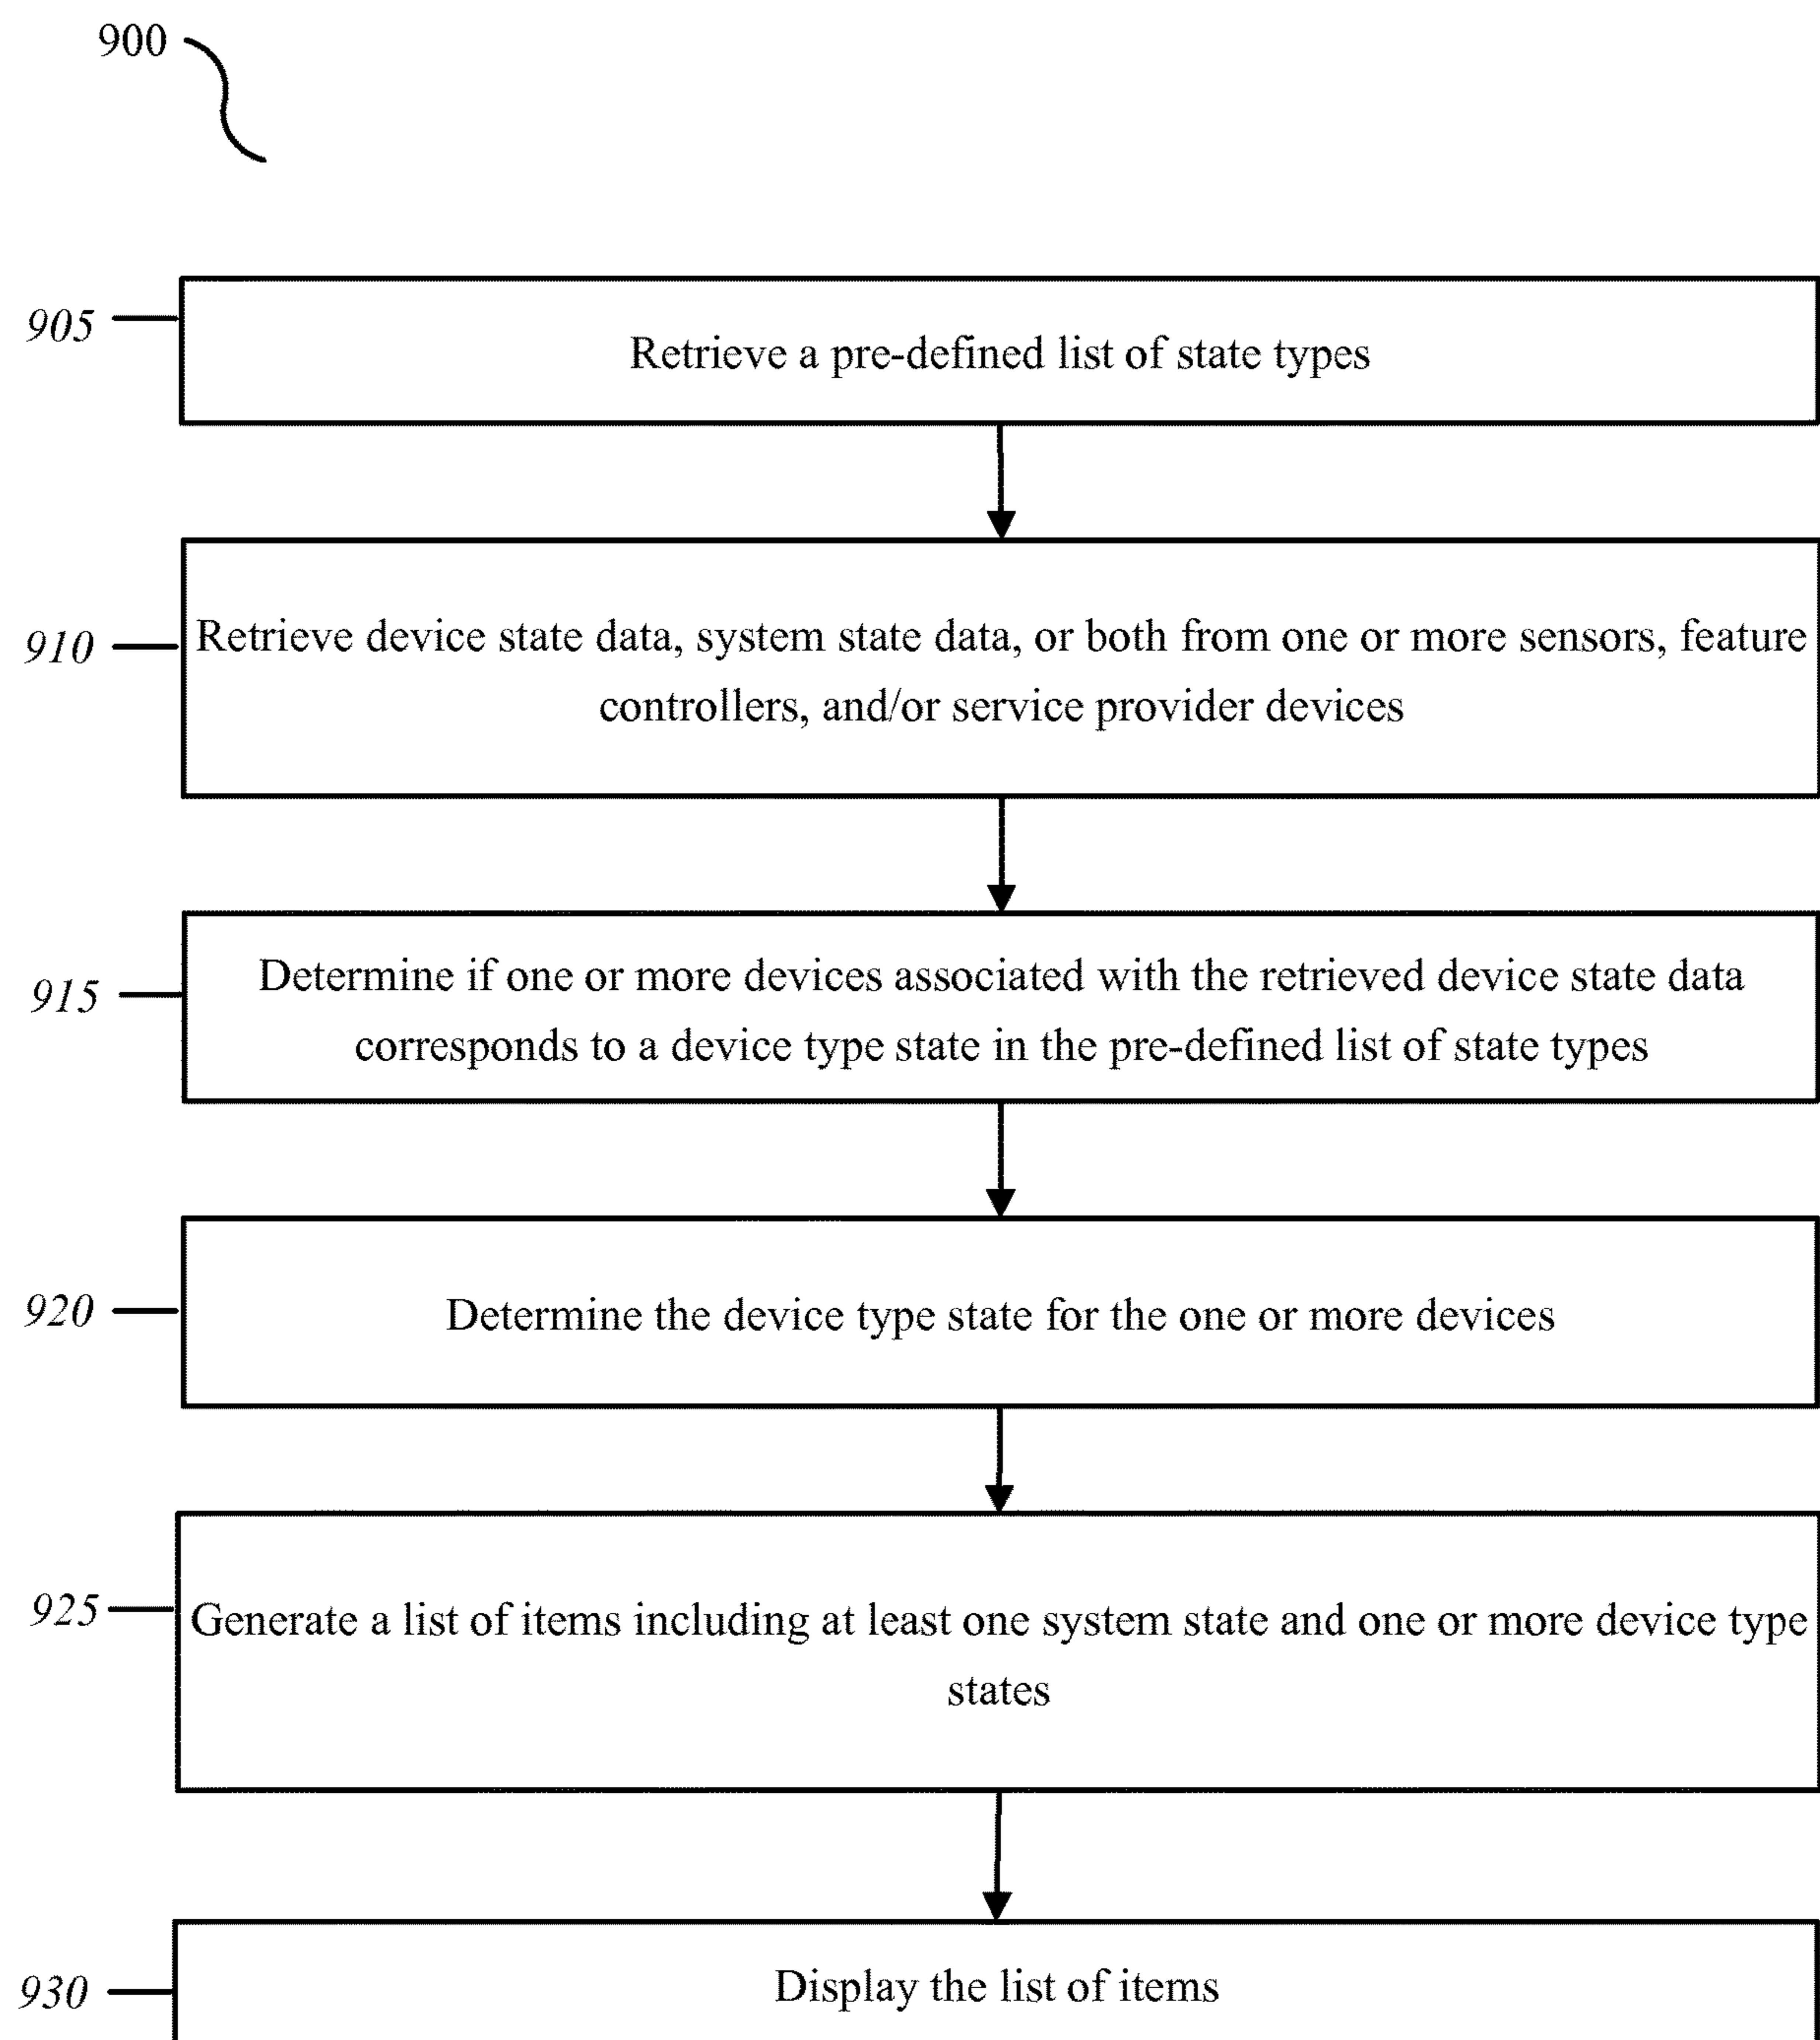 900
905
Retrieve a pre-defined list of state types
910
Retrieve device state data, system state data, or both from one or more sensors, feature
controllers, and/or service provider devices
915
Determine if one or more devices associated with the retrieved device state data
corresponds to a device type state in the pre-defined list of state types
920
Determine the device type state for the one or more devices
925
Generate a list of items including at least one system state and one or more device type
states
930
Display the list of items